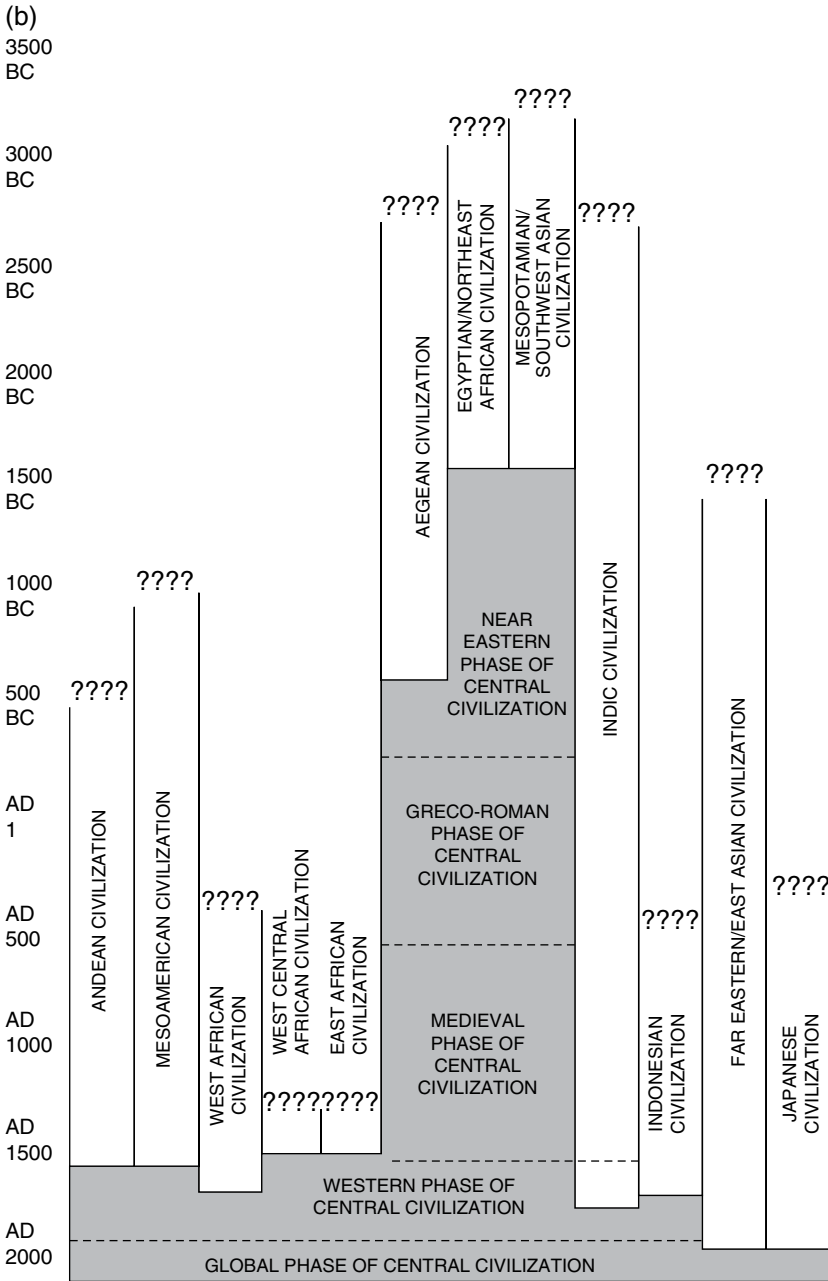 (b)
3500
BC
3000
BC
2500
BC
2000
BC
1500
BC
1000
BC
500
BC
AD
1
AD
500
AD
1000
AD
1500
AD
2000
????
ANDEAN CIVILIZATION
????
MESOAMERICAN CIVILIZATION
????
WEST AFRICAN
CIVILIZATION
WEST CENTRAL
AFRICAN CIVILIZATION
????
EAST AFRICAN
CIVILIZATION
????
????
AEGEAN CIVILIZATION
????
EGYPTIAN/NORTHEAST
AFRICAN CIVILIZATION
????
MESOPOTAMIAN/
SOUTHWEST ASIAN
CIVILIZATION
NEAR
EASTERN
PHASE OF
CENTRAL
CIVILIZATION
GRECO-ROMAN
PHASE OF
CENTRAL
CIVILIZATION
MEDIEVAL
PHASE OF
CENTRAL
CIVILIZATION
WESTERN PHASE OF
CENTRAL CIVILIZATION
GLOBAL PHASE OF CENTRAL CIVILIZATION
????
INDIC CIVILIZATION
????
INDONESIAN
CIVILIZATION
????
FAR EASTERN/EAST ASIAN CIVILIZATION
????
JAPANESE
CIVILIZATION